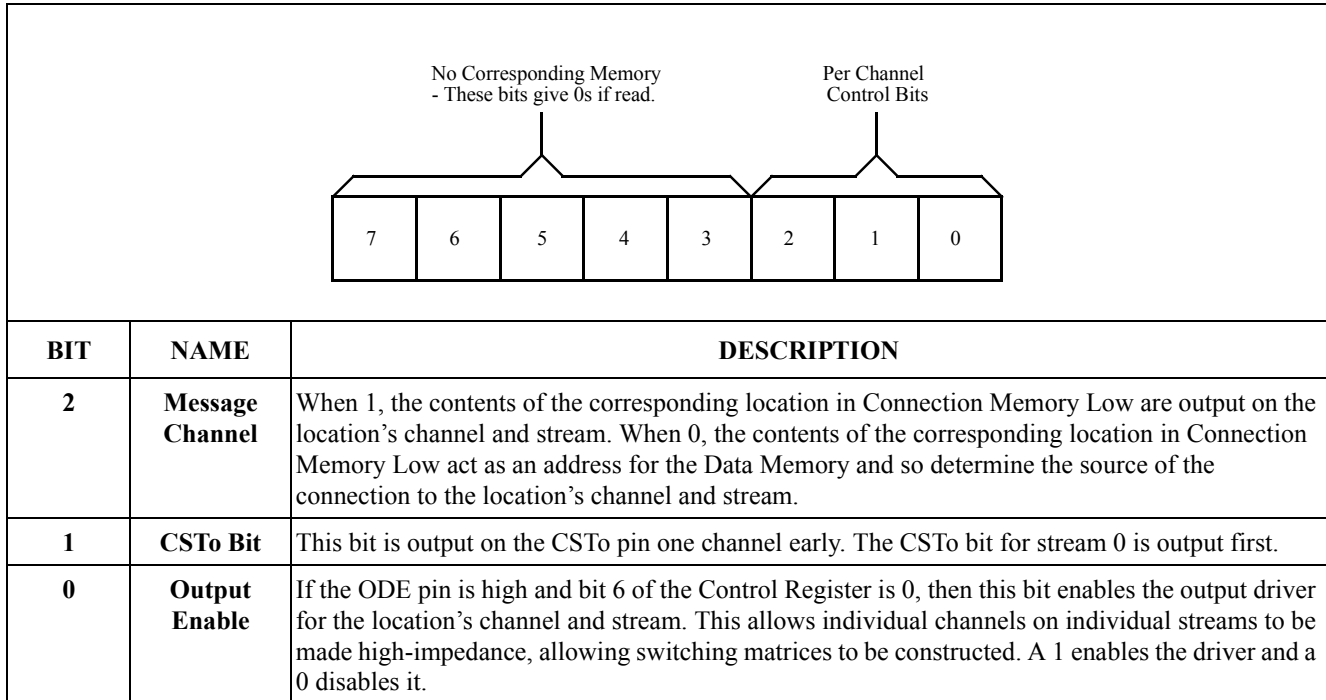 No Corresponding Memory
- These bits give 0s if read.
Per Channel
Control Bits
7 6 5 4 3 2 1 0
BIT NAME DESCRIPTION
2 Message Channel When 1, the contents of the corresponding location in Connection Memory Low are output on the
location’s channel and stream. When 0, the contents of the corresponding location in Connection
Memory Low act as an address for the Data Memory and so determine the source of the
connection to the location’s channel and stream.
1 CSTo Bit This bit is output on the CSTo pin one channel early. The CSTo bit for stream 0 is output first.
0 Output Enable If the ODE pin is high and bit 6 of the Control Register is 0, then this bit enables the output driver
for the location’s channel and stream. This allows individual channels on individual streams to be
made high-impedance, allowing switching matrices to be constructed. A 1 enables the driver and a
0 disables it.